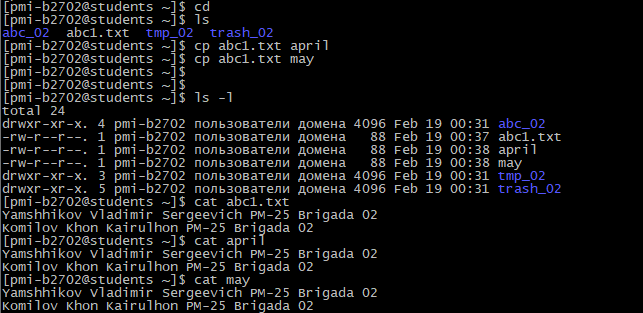 [pmi-b2702@students ~]$ cd
[pmi-b2702@students ~]$ ls
abc_02  abc1.txt  tmp_02  trash_02
[pmi-b2702@students ~]$ cp abc1.txt april
[pmi-b2702@students ~]$ cp abc1.txt may
[pmi-b2702@students ~]$
[pmi-b2702@students ~]$
[pmi-b2702@students ~]$ ls -l
total 24
drwxr-xr-x. 4 pmi-b2702 пользователи домена 4096 Feb 19 00:31 abc_02
-rw-r--r--. 1 pmi-b2702 пользователи домена   88 Feb 19 00:37 abc1.txt
-rw-r--r--. 1 pmi-b2702 пользователи домена   88 Feb 19 00:38 april
-rw-r--r--. 1 pmi-b2702 пользователи домена   88 Feb 19 00:38 may
drwxr-xr-x. 3 pmi-b2702 пользователи домена 4096 Feb 19 00:31 tmp_02
drwxr-xr-x. 5 pmi-b2702 пользователи домена 4096 Feb 19 00:31 trash_02
[pmi-b2702@students ~]$ cat abc1.txt
Yamshhikov Vladimir Sergeevich PM-25 Brigada 02
Komilov Khon Kairulhon PM-25 Brigada 02
[pmi-b2702@students ~]$ cat april
Yamshhikov Vladimir Sergeevich PM-25 Brigada 02
Komilov Khon Kairulhon PM-25 Brigada 02
[pmi-b2702@students ~]$ cat may
Yamshhikov Vladimir Sergeevich PM-25 Brigada 02
Komilov Khon Kairulhon PM-25 Brigada 02